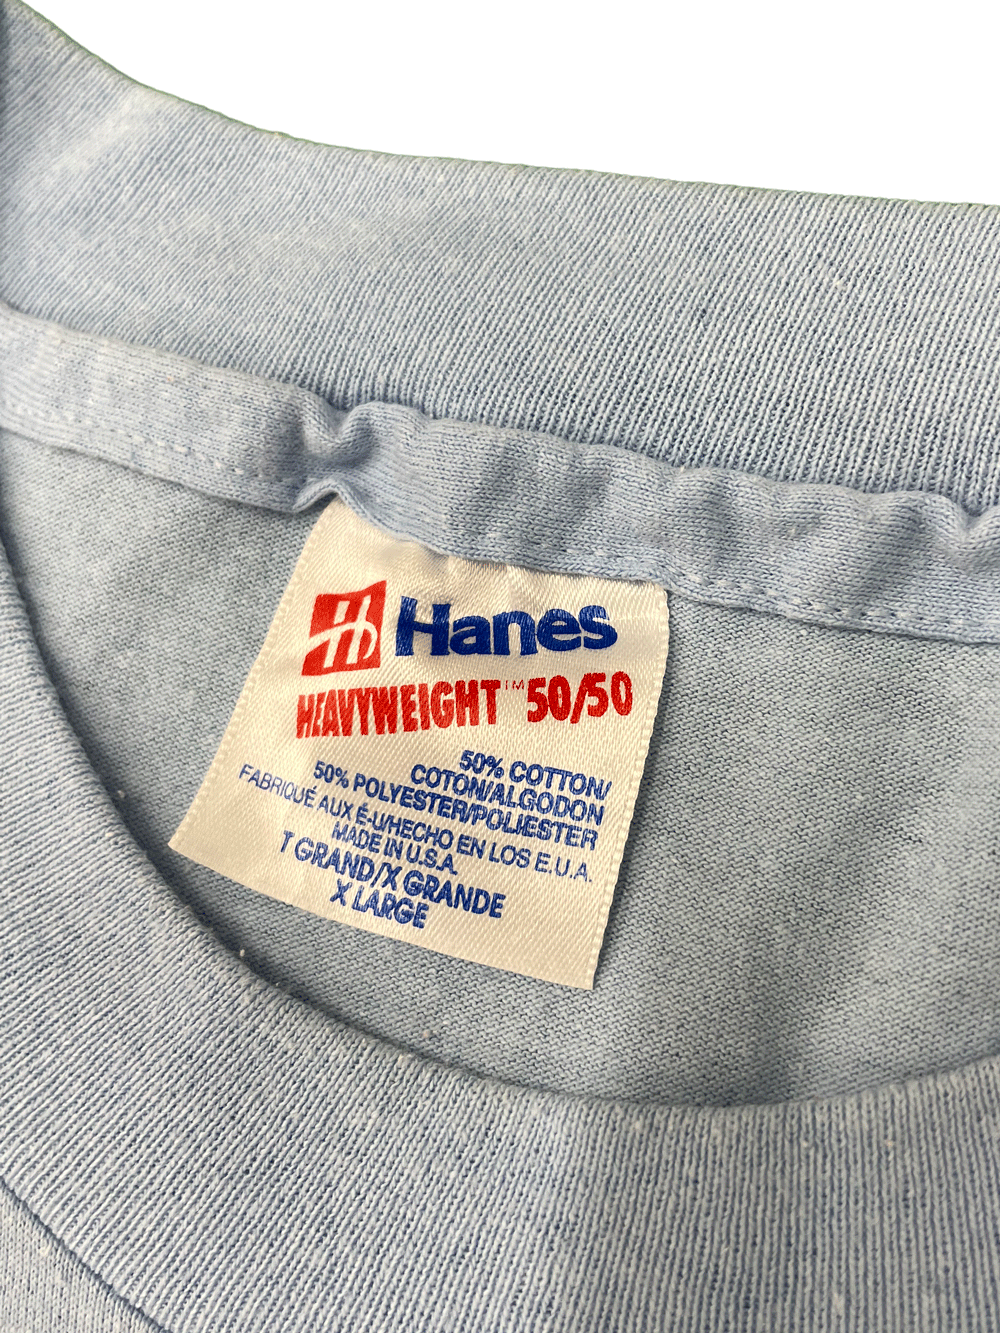 H Hanes
HEAVYWEIGHT™ 50/50
50% COTTON/
COTON/ALGODON
50% POLYESTER/POLIESTER
FABRIQUÉ AUX É-U/HECHO EN LOS E.U.A.
MADE IN U.S.A.
T GRAND/X GRANDE
X LARGE